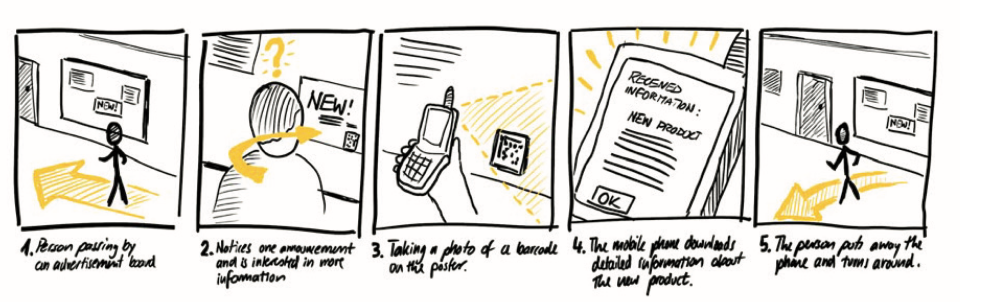 NEW!
?
NEW!
RECEIVED
INFORMATION:
NEW PRODUCT
OK
NEW!
1. Person passing by
an advertisement board
2. Notices one announcement
and is interested in more
information
3. Taking a photo of a barcode
on the poster.
4. The mobile phone downloads
detailed information about
the new product.
5. The person puts away the
phone and turns around.